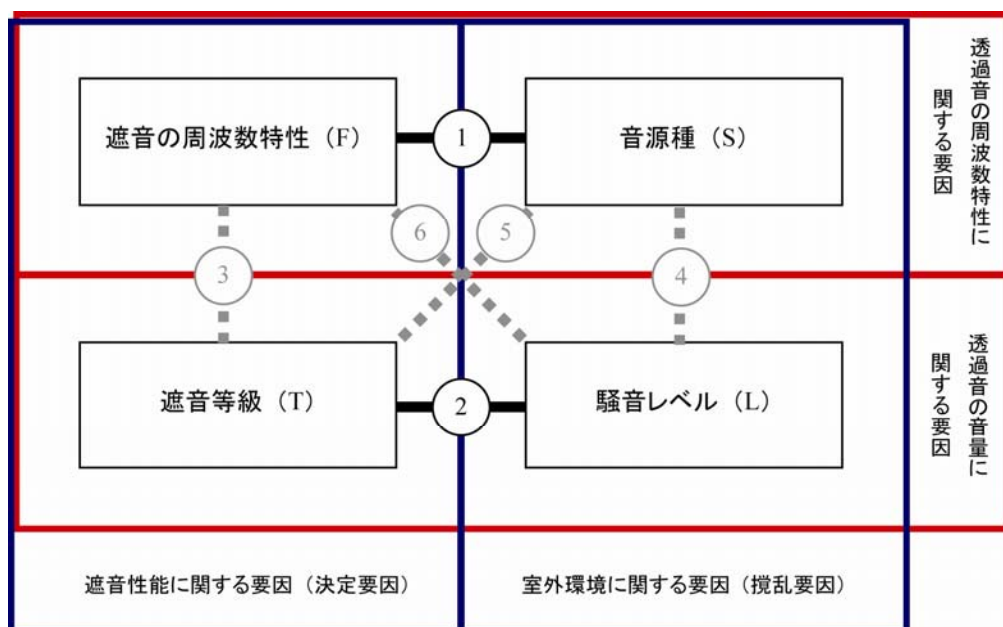 遮音の周波数特性（F）
1
音源種（S）
透過音の周波数特性に
関する要因
6
5
3
4
遮音等級（T）
2
騒音レベル（L）
透過音の音量に
関する要因
遮音性能に関する要因（決定要因）
室外環境に関する要因（撹乱要因）